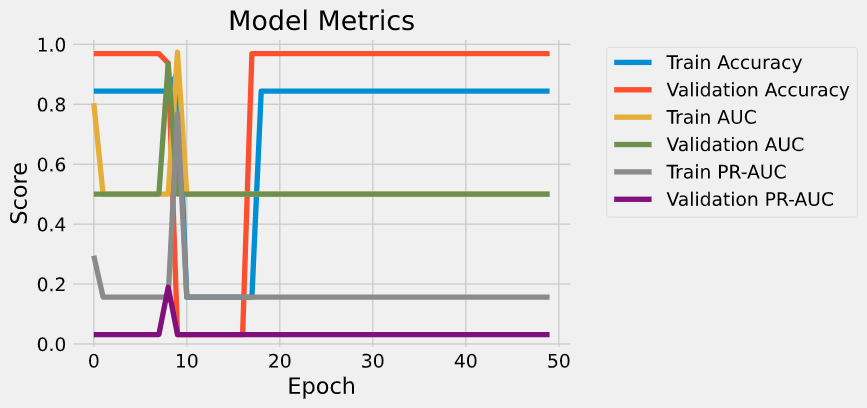 Model Metrics
1.0
0.8
0.6
0.4
0.2
0.0
Score
0
10
20
30
40
50
Epoch
Train Accuracy
Validation Accuracy
Train AUC
Validation AUC
Train PR-AUC
Validation PR-AUC